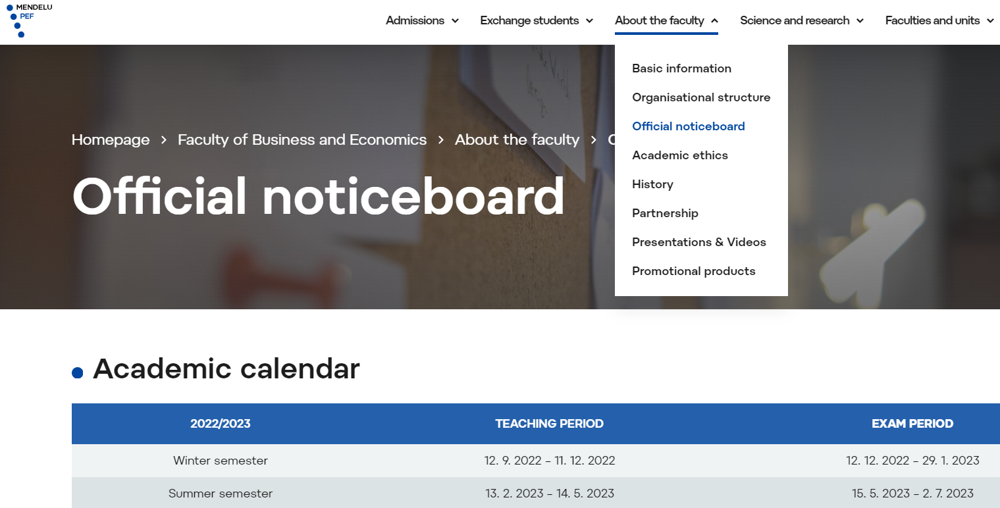 MENDELU
PEF
Admissions Exchange students About the faculty Science and research Faculties and units
Basic information
Organisational structure
Official noticeboard
Academic ethics
History
Partnership
Presentations & Videos
Promotional products
Homepage > Faculty of Business and Economics > About the faculty >
Official noticeboard
Academic calendar
2022/2023 TEACHING PERIOD EXAM PERIOD
Winter semester 12. 9. 2022 – 11. 12. 2022 12. 12. 2022 – 29. 1. 2023
Summer semester 13. 2. 2023 – 14. 5. 2023 15. 5. 2023 – 2. 7. 2023